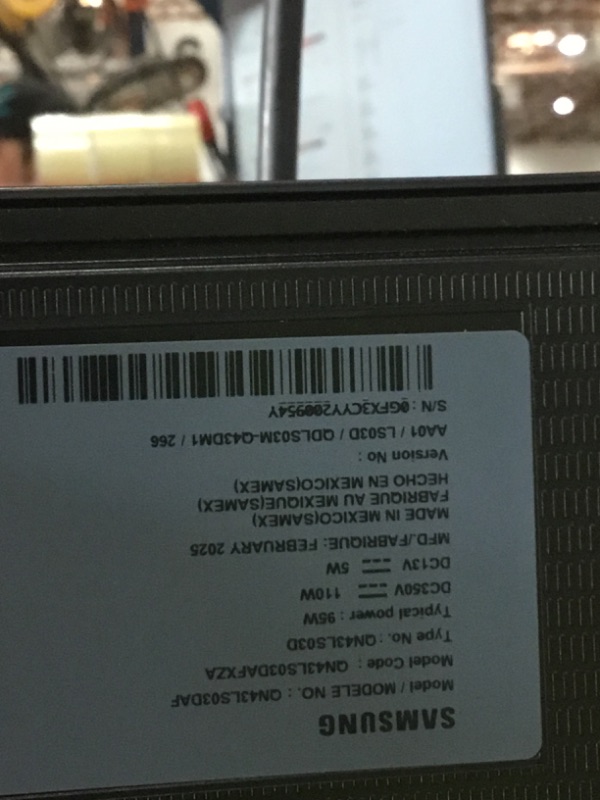 SAMSUNG
Model / MODELE NO. : QN43LS03DAF
Model Code : QN43LS03DAFXZA
Type No. : QN43LS03D
Typical power : 95W
DC350V ⎓ 110W
DC13V ⎓ 5W
MFD./FABRIQUE: FEBRUARY 2025
MADE IN MEXICO(SAMEX)
FABRIQUE AU MEXIQUE(SAMEX)
HECHO EN MEXICO(SAMEX)
Version No :
AA01 / LS03D / QDLS03M-Q43DM1 / 266
S/N : 0GFX3CYY200954Y